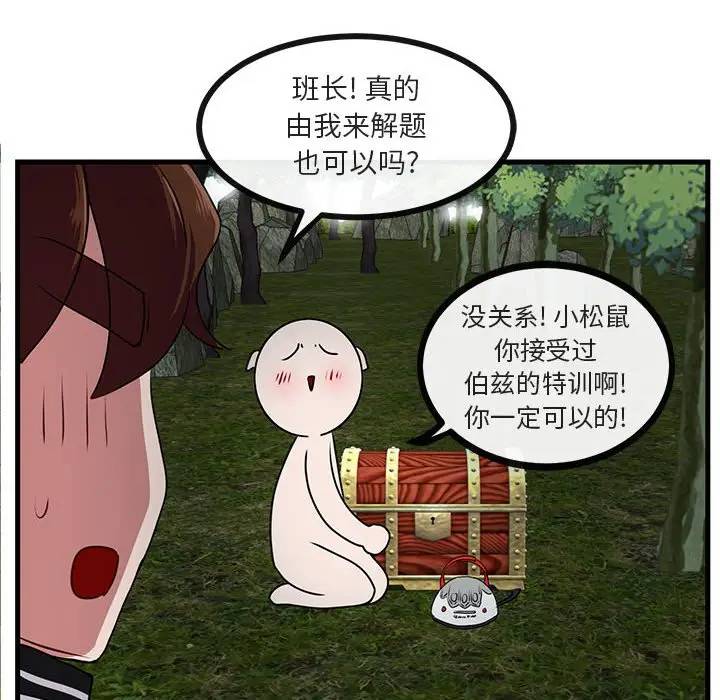 班长! 真的
由我来解题
也可以吗?
没关系! 小松鼠
你接受过
伯兹的特训啊!
你一定可以的!